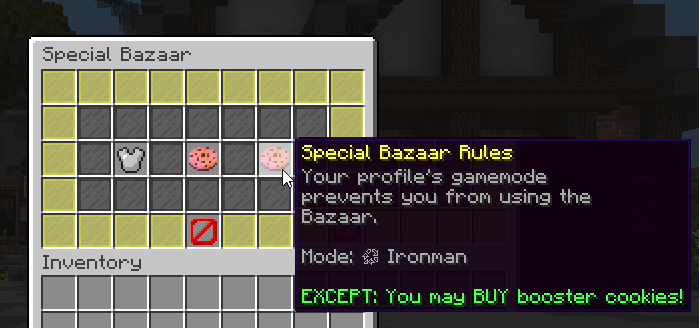 Special Bazaar
Special Bazaar Rules
Your profile's gamemode
prevents you from using the
Bazaar.
Mode: Ironman
EXCEPT: You may BUY booster cookies!
Inventory